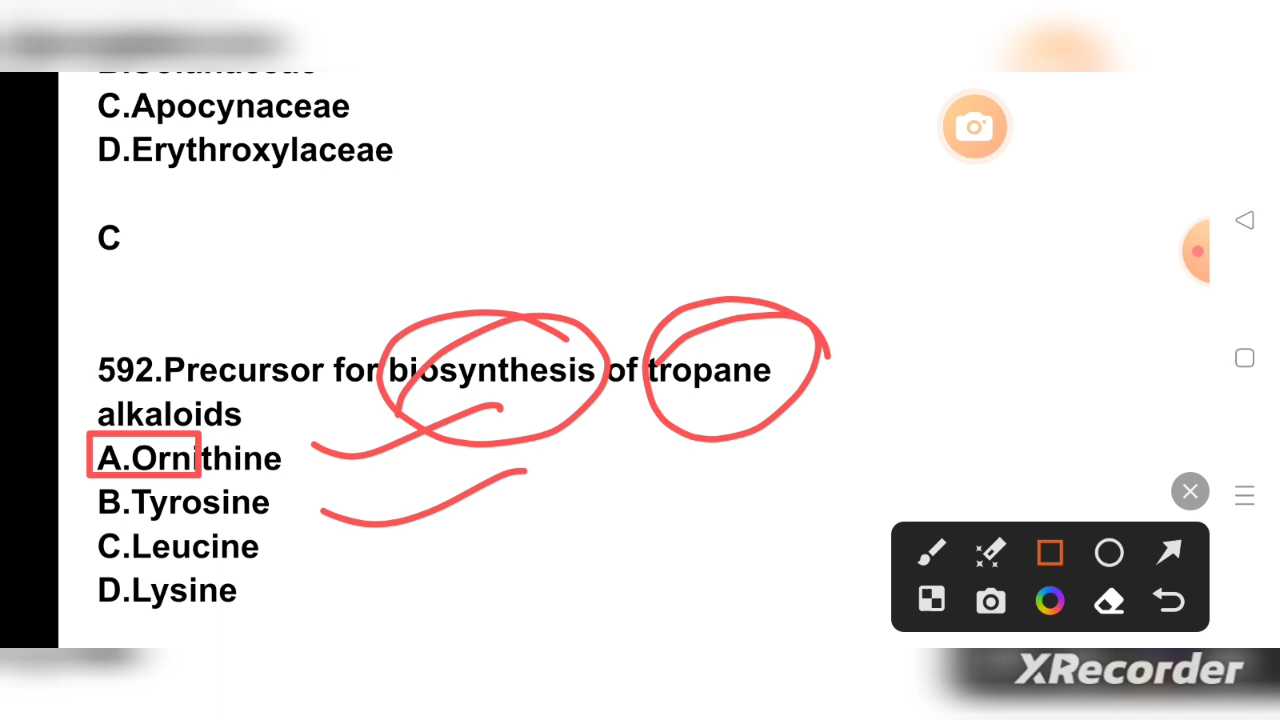 C.Apocynaceae
D.Erythroxylaceae
C
592.Precursor for biosynthesis of tropane
alkaloids
A.Ornithine
B.Tyrosine
C.Leucine
D.Lysine
XRecorder